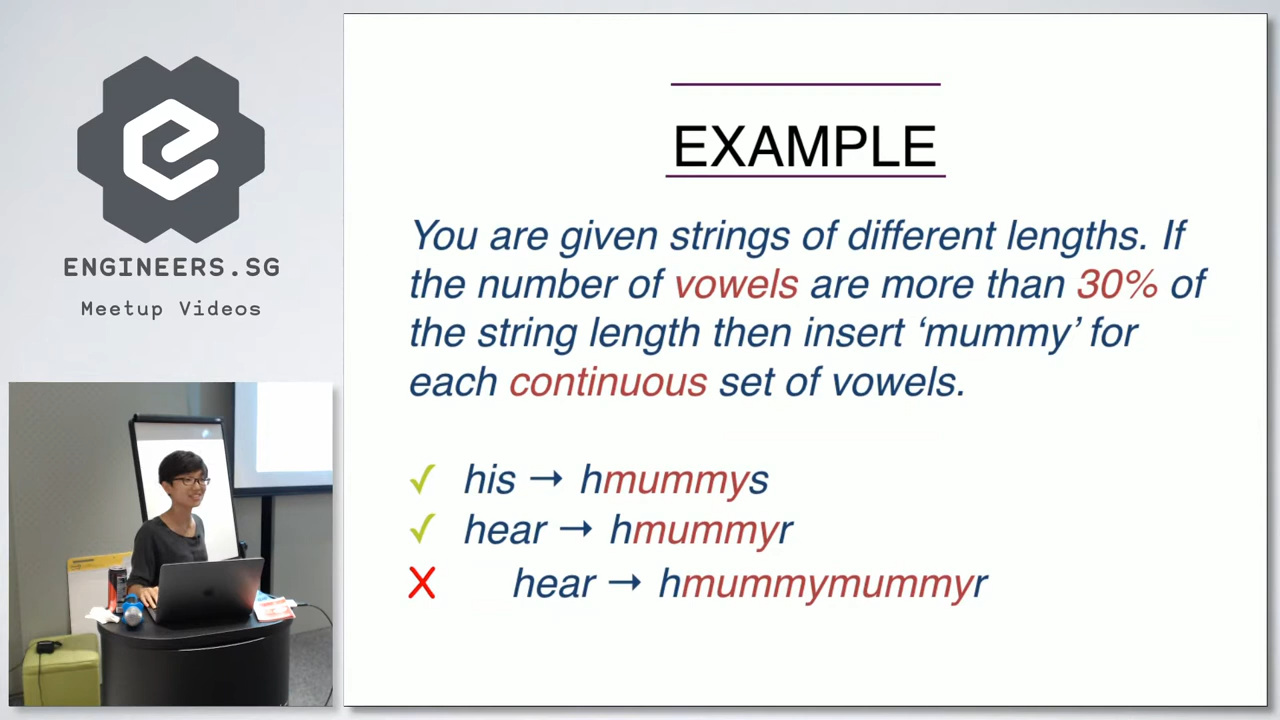 ENGINEERS.SG
Meetup Videos
EXAMPLE
You are given strings of different lengths. If
the number of vowels are more than 30% of
the string length then insert ‘mummy’ for
each continuous set of vowels.
✓ his → hmummys
✓ hear → hmummyr
X hear → hmummymummyr